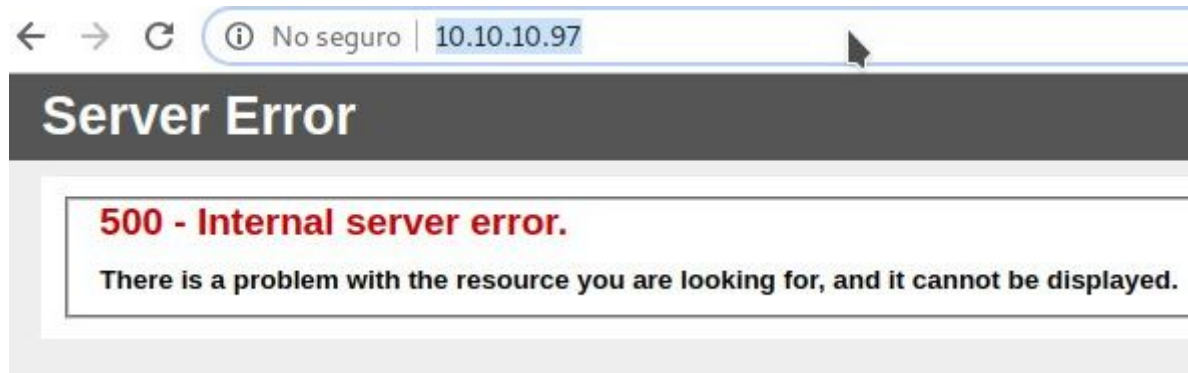 No seguro 10.10.10.97
Server Error
500 - Internal server error.
There is a problem with the resource you are looking for, and it cannot be displayed.